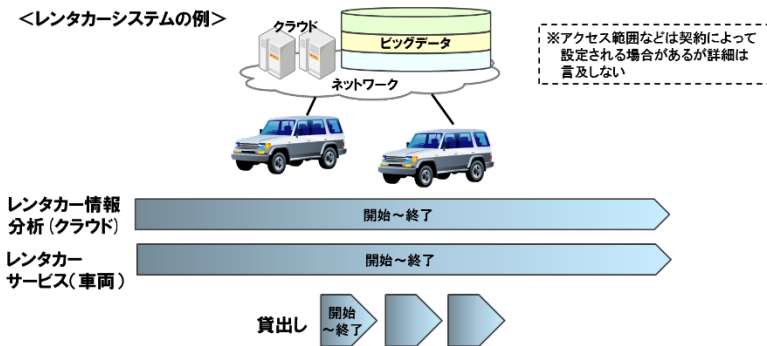 <レンタカーシステムの例>
クラウド
ビッグデータ
ネットワーク
※アクセス範囲などは契約によって
設定される場合があるが詳細は
言及しない
レンタカー情報
分析(クラウド)
開始～終了
レンタカー
サービス(車両)
開始～終了
貸出し
開始
～終了